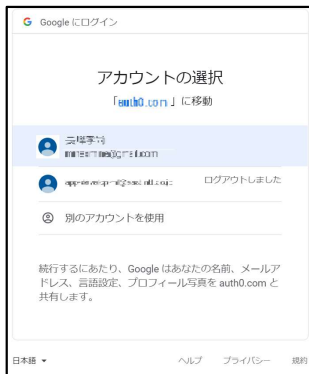 Google にログイン
アカウントの選択
「auth0.com」に移動
ログアウトしました
別のアカウントを使用
続行するにあたり、Google はあなたの名前、メールア
ドレス、言語設定、プロフィール写真を auth0.com と
共有します。
日本語 ヘルプ プライバシー 規約